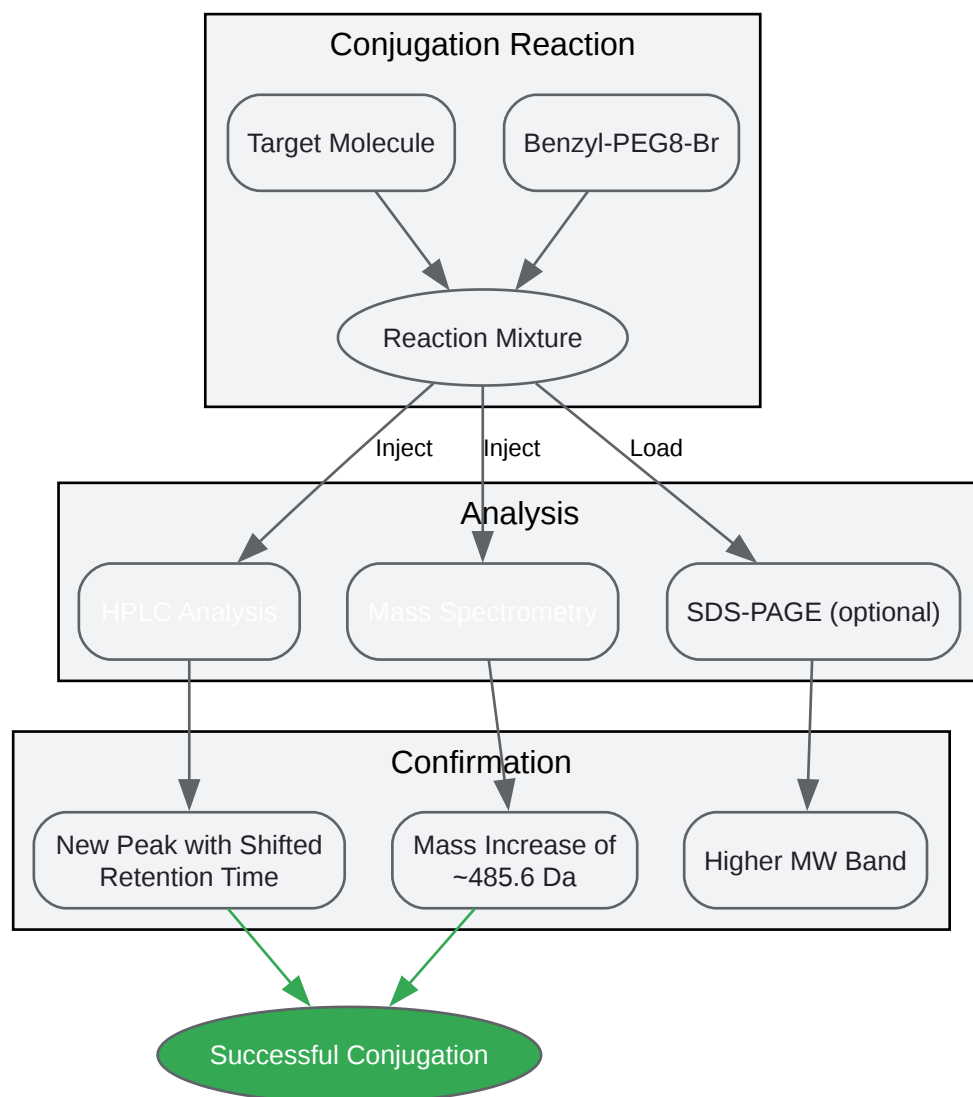 Conjugation Reaction
Target Molecule
Benzyl-PEG8-Br
Reaction Mixture
Inject
Inject
Load
Analysis
HPLC Analysis
Mass Spectrometry
SDS-PAGE (optional)
Confirmation
New Peak with Shifted
Retention Time
Mass Increase of
~485.6 Da
Higher MW Band
Successful Conjugation